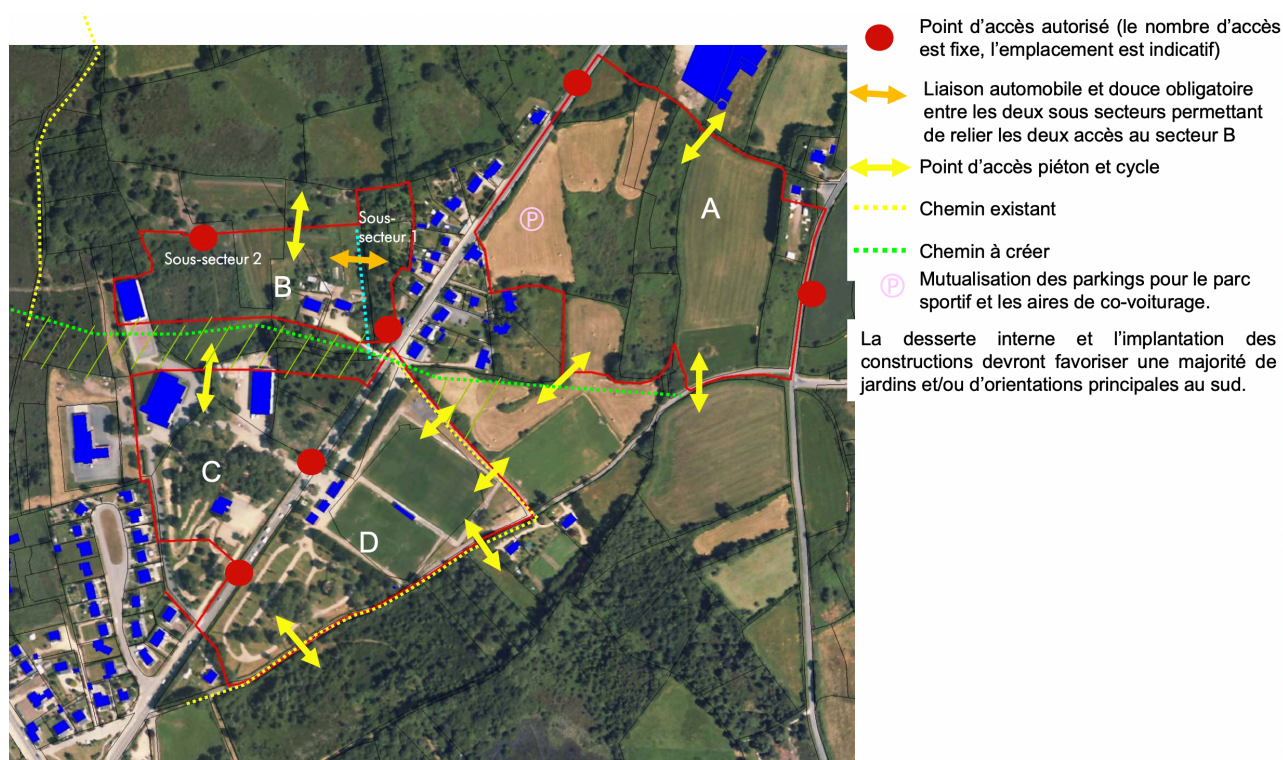 Point d'accès autorisé (le nombre d'accès
est fixe, l'emplacement est indicatif)
Liaison automobile et douce obligatoire
entre les deux sous secteurs permettant
de relier les deux accès au secteur B
Point d'accès piéton et cycle
Chemin existant
Chemin à créer
P Mutualisation des parkings pour le parc
sportif et les aires de co-voiturage.
La desserte interne et l'implantation des
constructions devront favoriser une majorité de
jardins et/ou d'orientations principales au sud.
A
P
Sous-
secteur 1
Sous-secteur 2
B
C
D